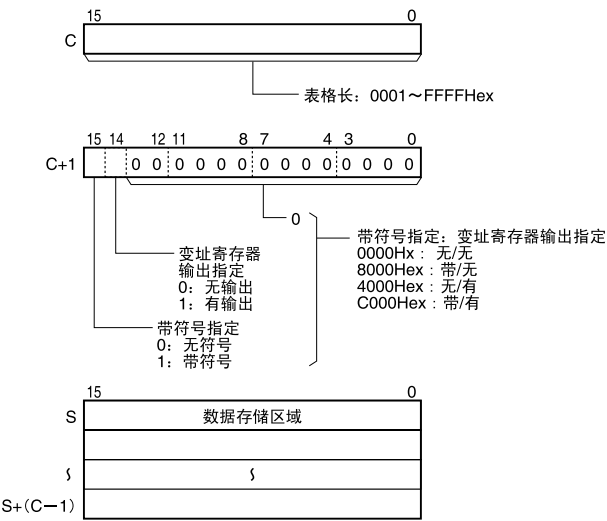 15 0
C
表格长：0001～FFFFHex
15 14 12 11 8 7 4 3 0
C+1 0 0 0 0 0 0 0 0 0 0 0 0 0 0
0
带符号指定：变址寄存器输出指定
0000Hx：无/无
8000Hex：带/无
4000Hex：无/有
C000Hex：带/有
变址寄存器
输出指定
0：无输出
1：有输出
带符号指定
0：无符号
1：带符号
15 0
S 数据存储区域
~ ~
S+(C－1)